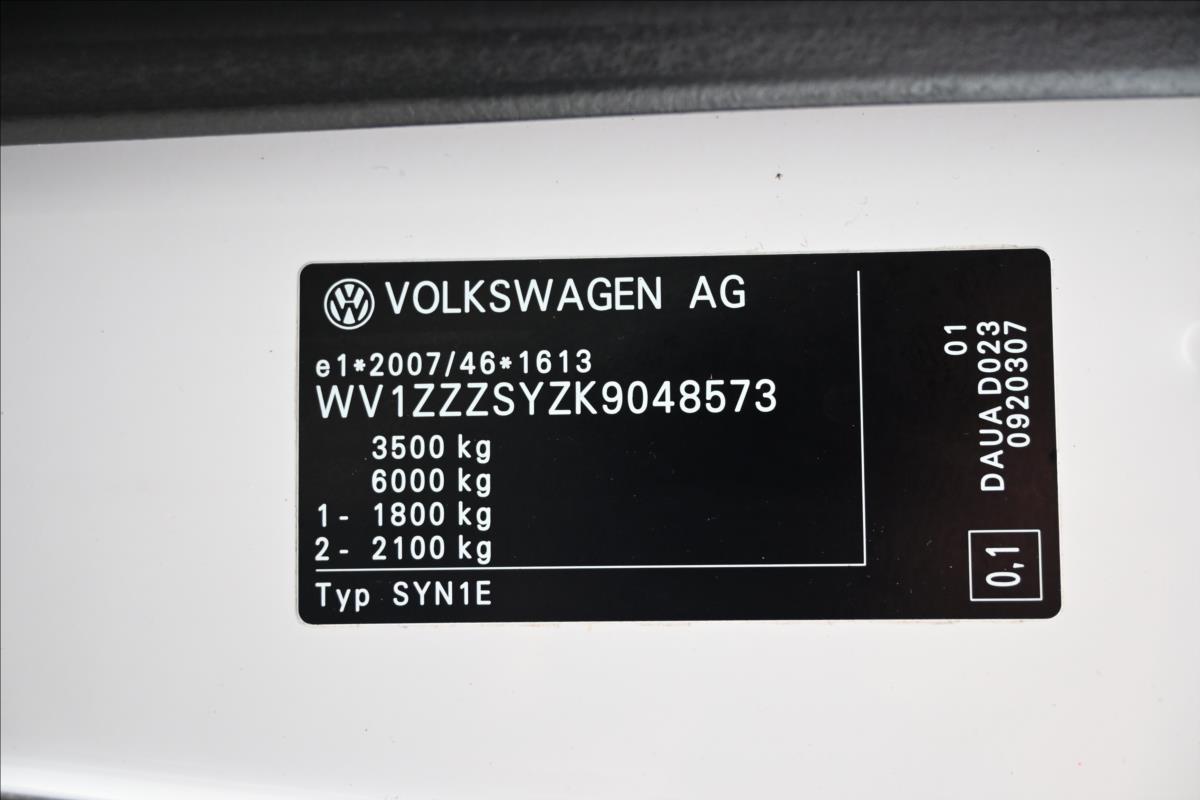 VOLKSWAGEN AG
e1*2007/46*1613
WV1ZZZSYZK9048573
3500 kg
6000 kg
1- 1800 kg
2- 2100 kg
Typ SYN1E
01
DAUA D023
0920307
0,1